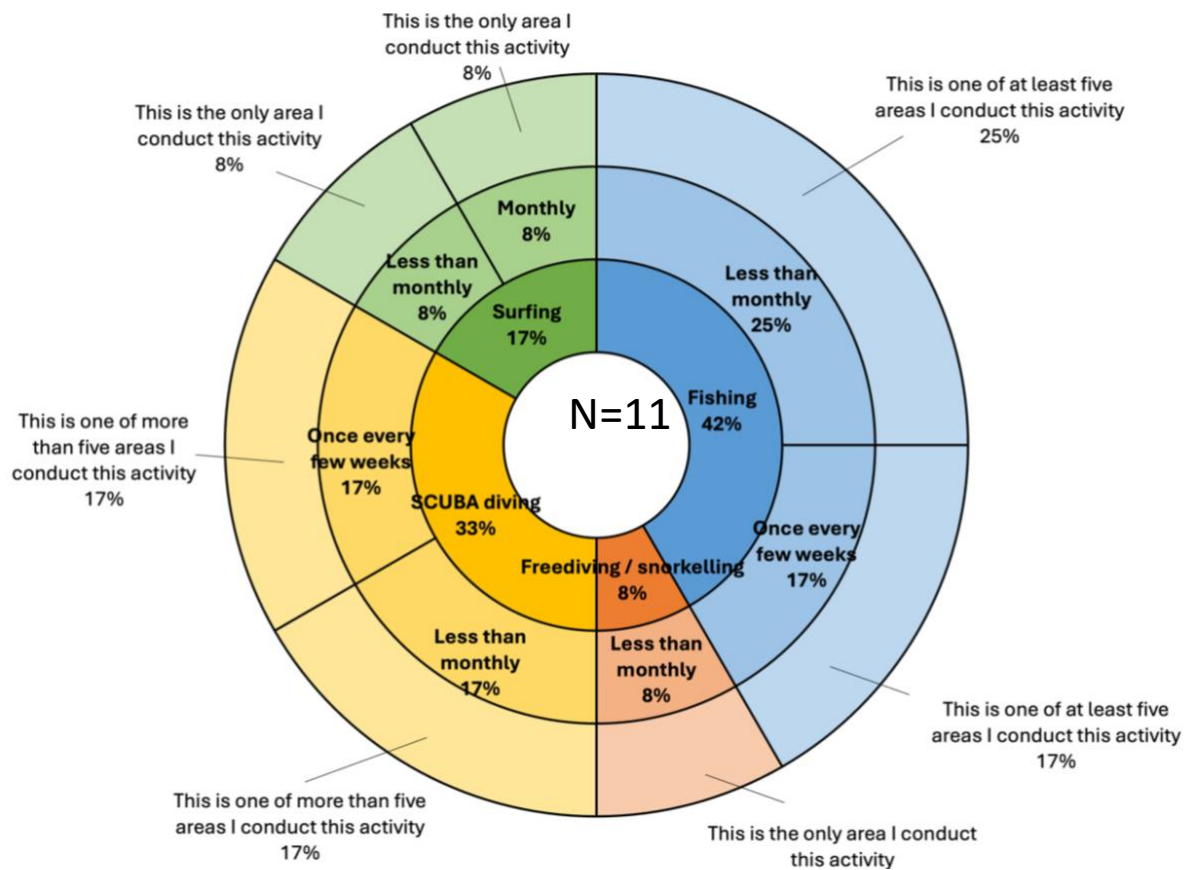 This is the only area I
conduct this activity
8%
This is the only area I
conduct this activity
8%
This is one of at least five
areas I conduct this activity
25%
Monthly
8%
Less than
monthly
8%
Less than
monthly
25%
Surfing
17%
Fishing
42%
N=11
This is one of more
than five areas I
conduct this activity
17%
Once every
few weeks
17%
SCUBA diving
33%
Once every
few weeks
17%
Freediving / snorkelling
8%
Less than
monthly
17%
Less than
monthly
8%
This is one of at least five
areas I conduct this activity
17%
This is one of more than five
areas I conduct this activity
17%
This is the only area I conduct
this activity